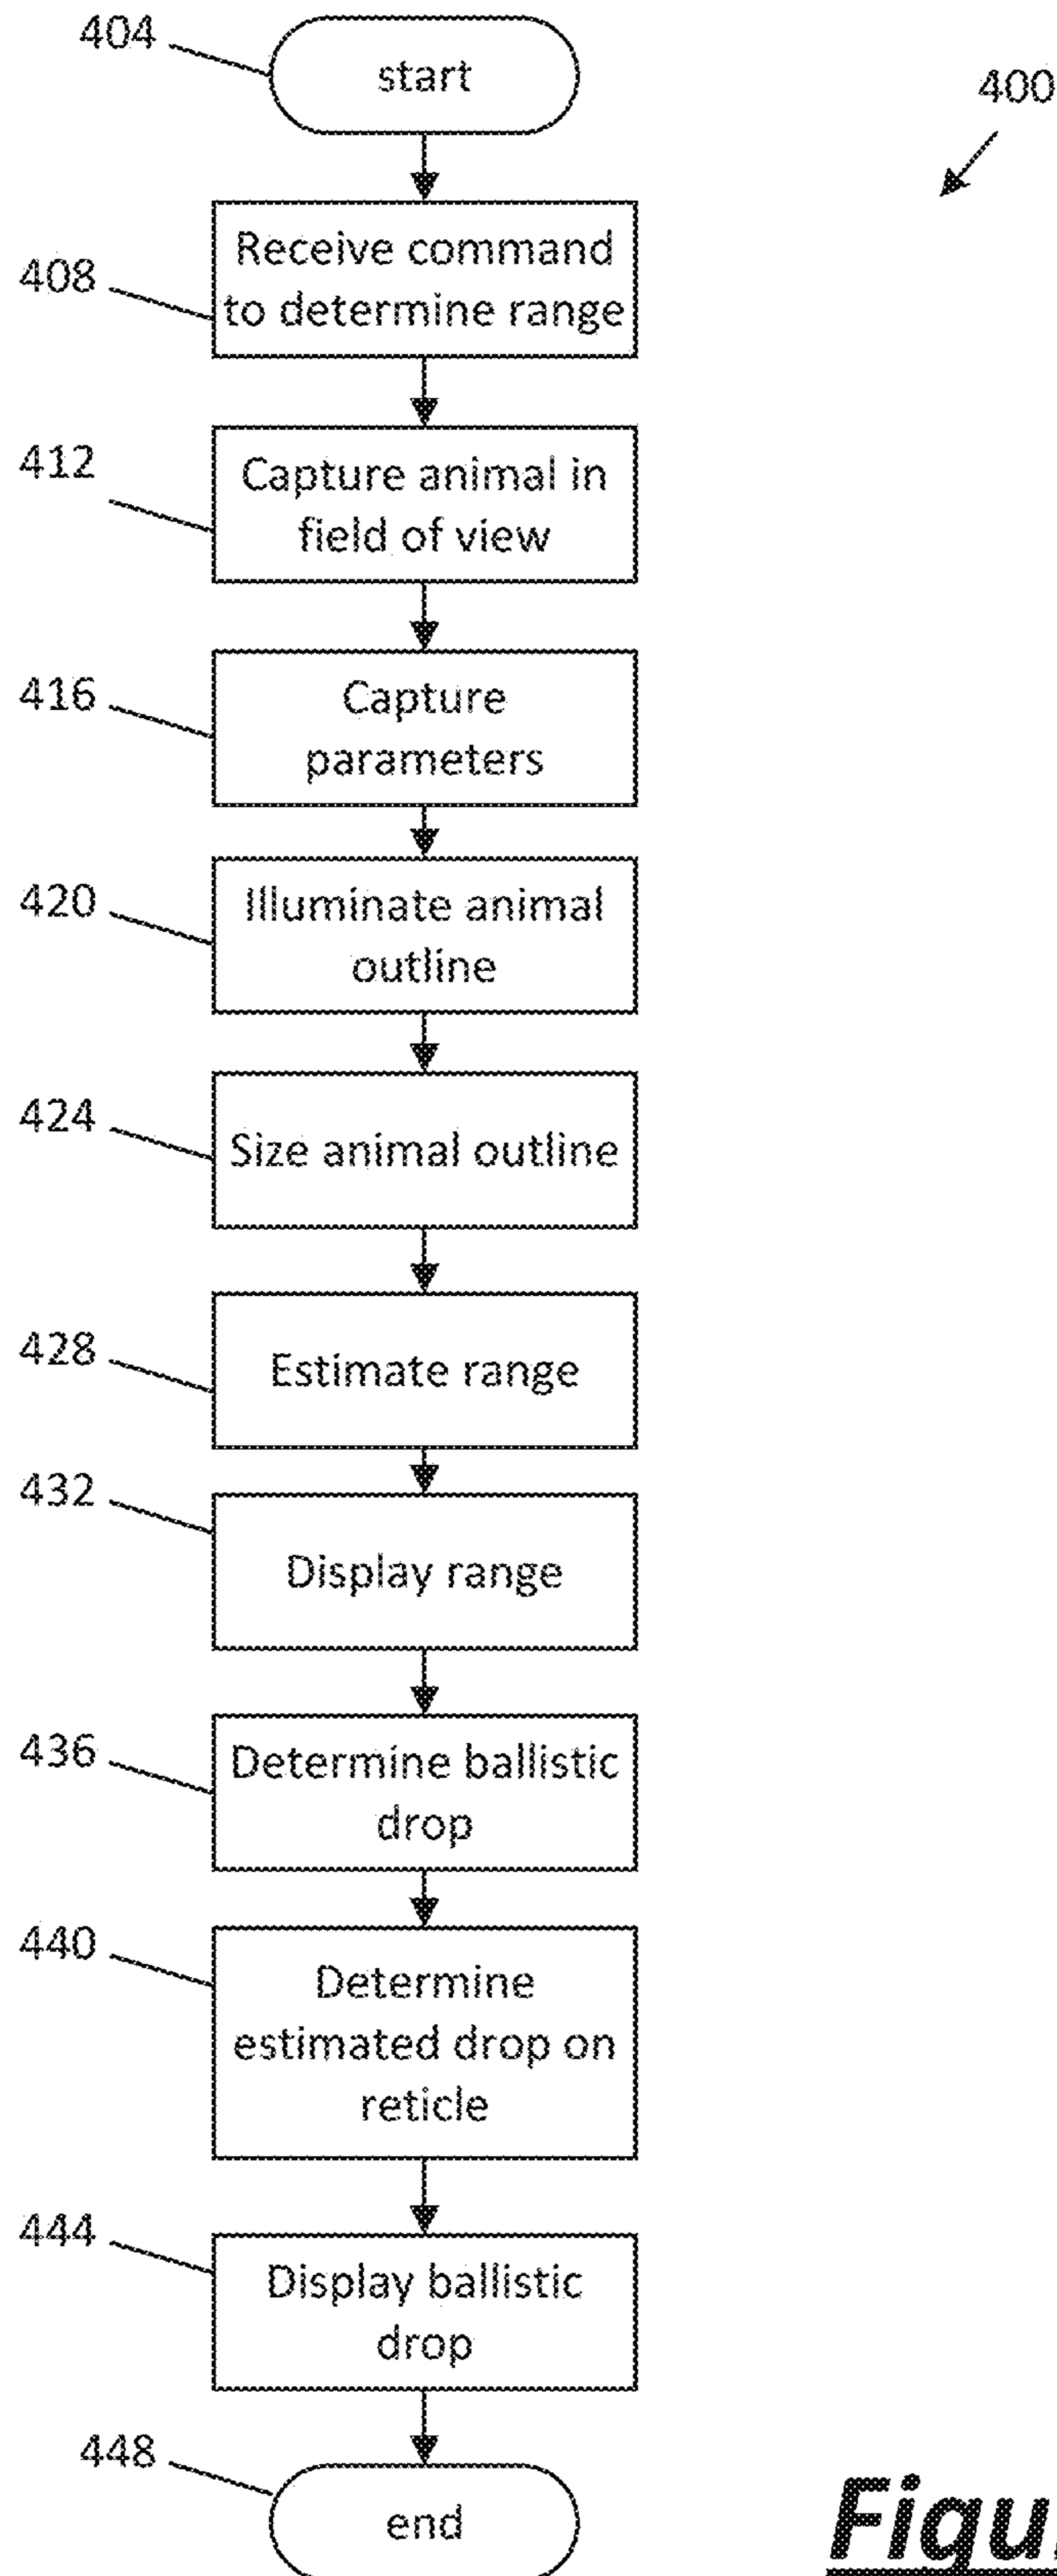 404
start
400
408
Receive command
to determine range
412
Capture animal in
field of view
416
Capture
parameters
420
Illuminate animal
outline
424
Size animal outline
428
Estimate range
432
Display range
436
Determine ballistic
drop
440
Determine
estimated drop on
reticle
444
Display ballistic
drop
448
end